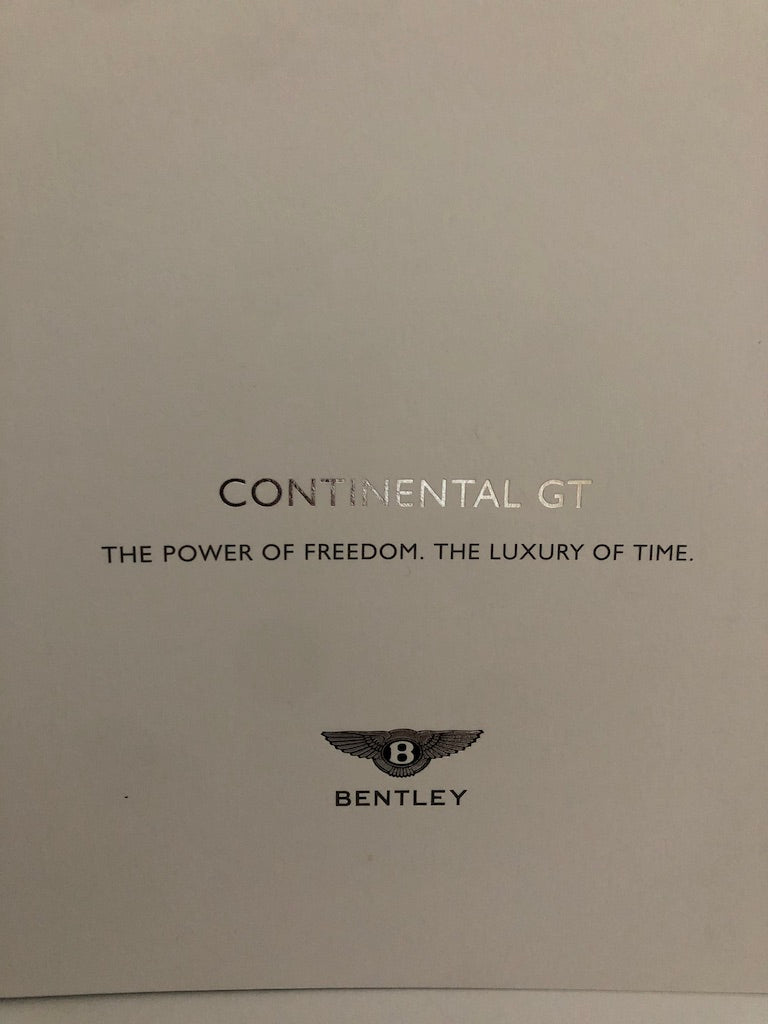 CONTINENTAL GT
THE POWER OF FREEDOM. THE LUXURY OF TIME.
B
BENTLEY